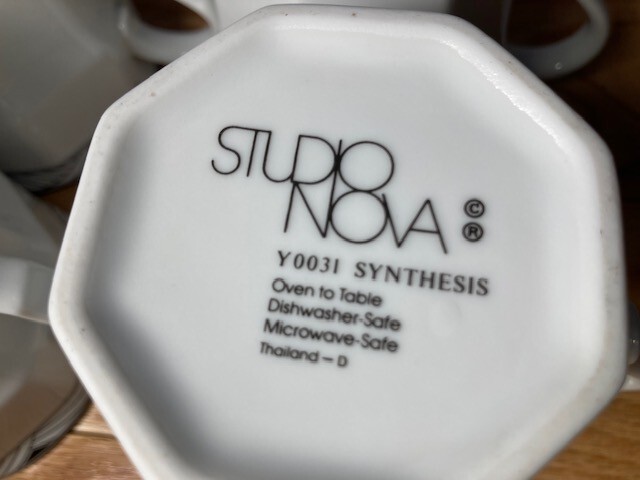 STUDIO
NOVA
©
®
Y0031 SYNTHESIS
Oven to Table
Dishwasher-Safe
Microwave-Safe
Thailand – D